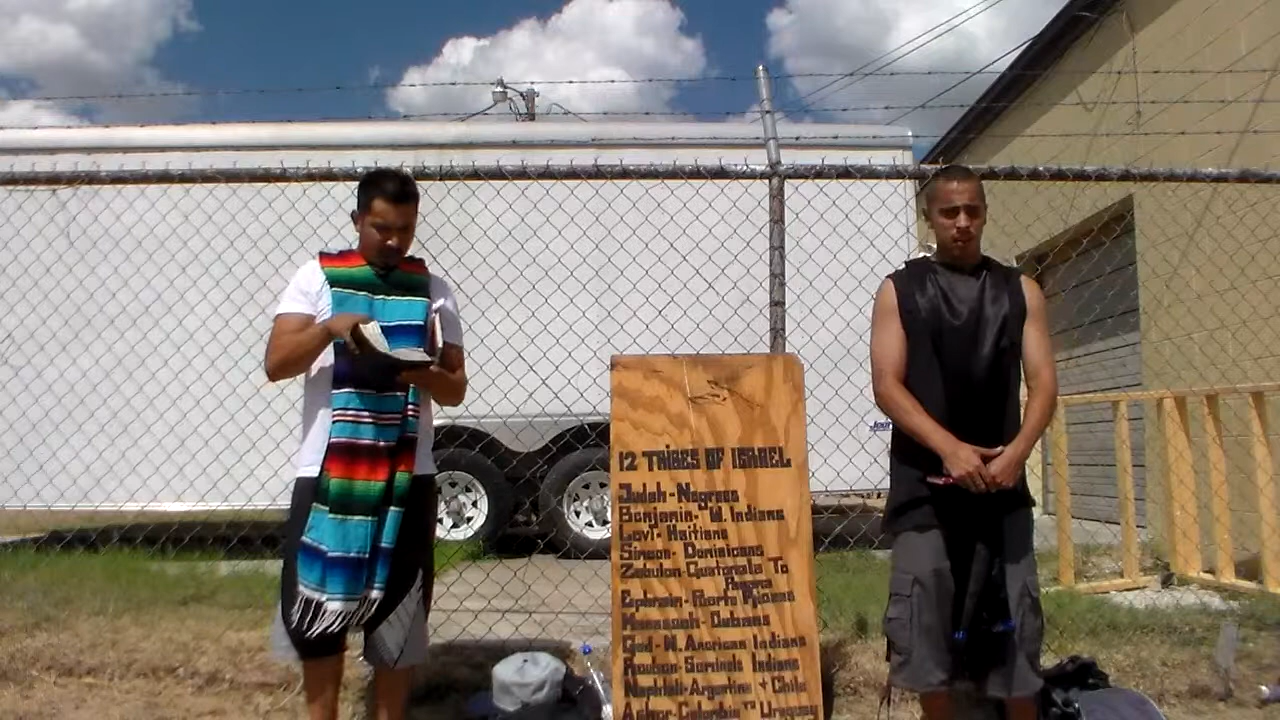 12 TRIBES OF ISRAEL
Judah-Negroes
Benjamin- W. Indians
Levi- Haitians
Simeon- Dominicans
Zebulon-Guatemala To
Panama
Ephraim-Puerto Ricans
Manasseh-Cubans
Gad-N. American Indians
Reuben-Seminole Indians
Naphtali-Argentina + Chile
Asher-Colombia To Uruguay